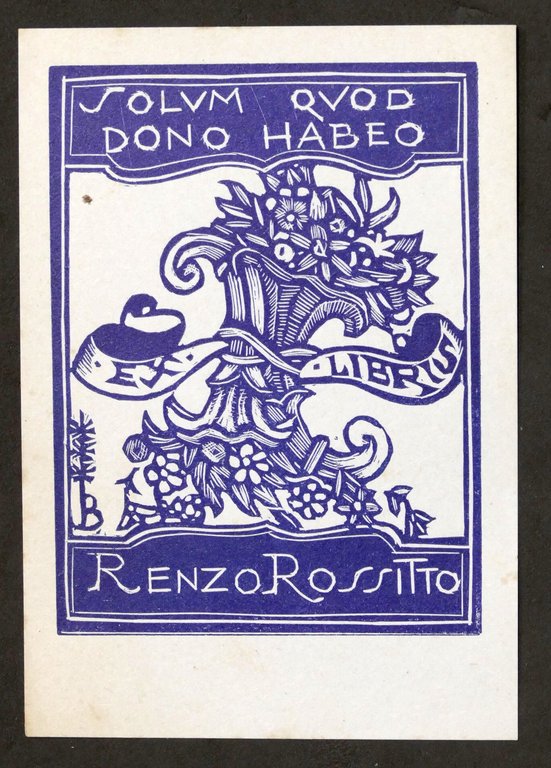 SOLVM QVOD
DONO HABEO
EX LIBRIS
B
RENZO ROSSITTO